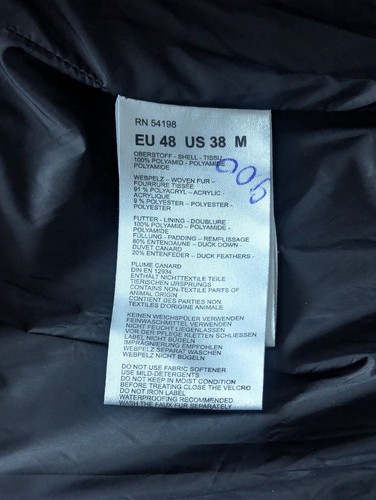 RN 54198
EU 48 US 38 M
OBERSTOFF - SHELL - TISSU
100% POLYAMID - POLYAMIDE
POLYAMIDE
WEBPELZ – WOVEN FUR –
FOURRURE TISSÉE
91 % POLYACRYL – ACRYLIC -
ACRYLIQUE
9 % POLYESTER – POLYESTER -
POLYESTER
FUTTER - LINING - DOUBLURE
100% POLYAMID - POLYAMIDE -
POLYAMIDE
FÜLLUNG - PADDING – REMPLISSAGE
80% ENTENDAUNE – DUCK DOWN -
DUVET CANARD
20% ENTENFEDER – DUCK FEATHERS -
PLUME CANARD
DIN EN 12934
ENTHÄLT NICHTTEXTILE TEILE
TIERISCHEN URSPRUNGS
CONTAINS NON-TEXTILE PARTS OF
ANIMAL ORIGIN
CONTIENT DES PARTIES NON
TEXTILES D'ORIGINE ANIMALE
KEINEN WEICHSPÜLER VERWENDEN
FEINWASCHMITTEL VERWENDEN
NICHT FEUCHT LIEGENLASSEN
VOR DER PFLEGE KLETTEN SCHLIESSEN
LABEL NICHT BÜGELN
IMPRÄGNIERUNG EMPFOHLEN
WEBPELZ SEPARAT WASCHEN
WEBPELZ NICHT BÜGELN
DO NOT USE FABRIC SOFTENER
USE MILD-DETERGENTS
DO NOT KEEP IN MOIST CONDITION
BEFORE TREATING CLOSE THE VELCRO
DO NOT IRON LABEL
WATERPROOFING RECOMMENDED
WASH THE FAUX FUR SEPARATELY